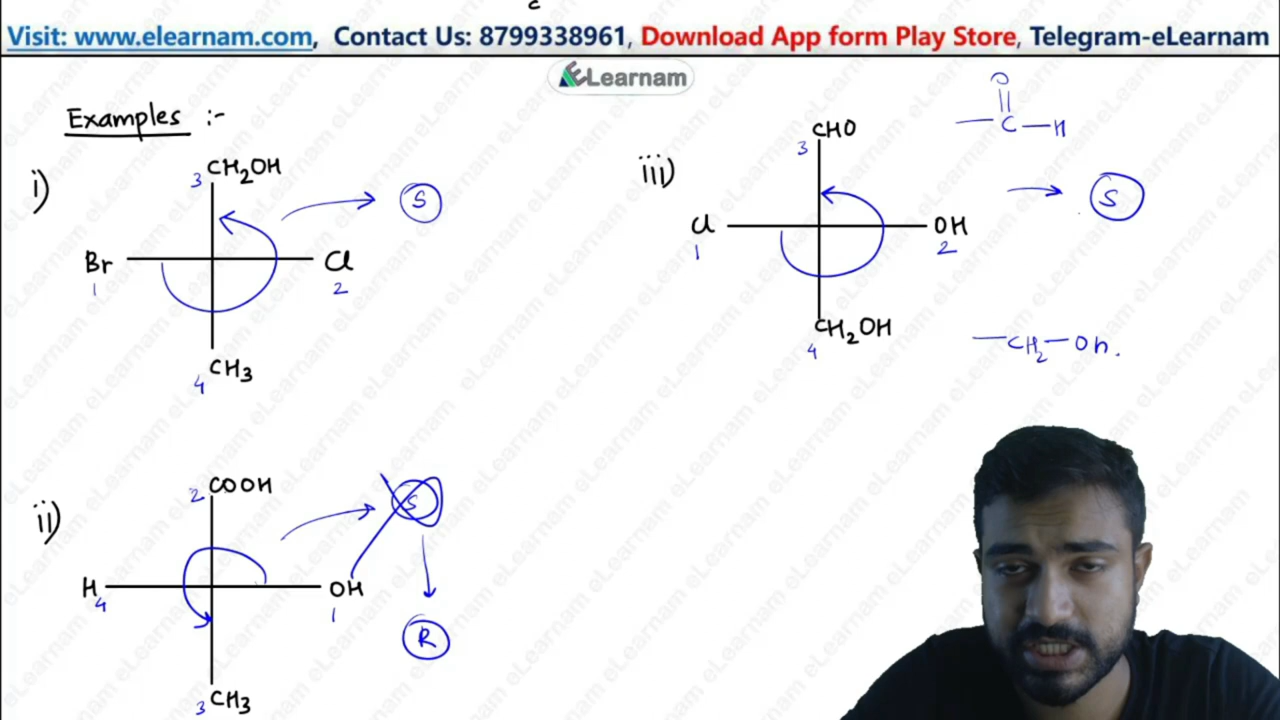 Visit: www.elearnam.com, Contact Us: 8799338961, Download App form Play Store, Telegram-eLearnam
ELearnam
Examples :-
i)
3 CH2OH
Br
1
Cl
2
4 CH3
S
ii)
2 COOH
H
4
OH
1
3 CH3
S
R
iii)
CHO
3
Cl
1
OH
2
CH2OH
4
O
C-H
S
-CH2-OH.